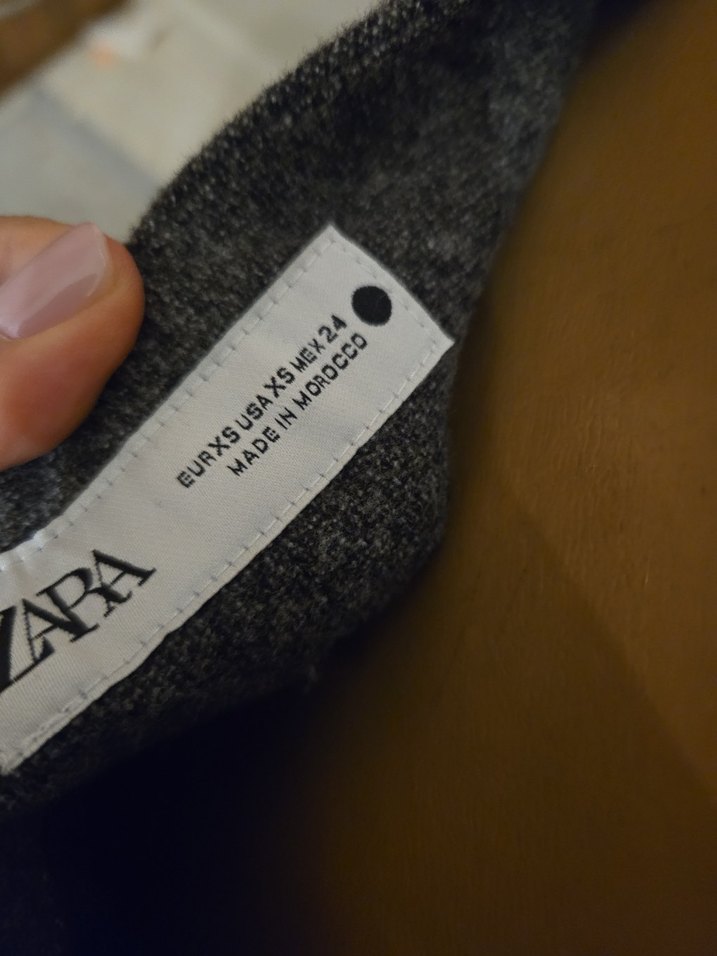 ZARA
EUR XS USA XS MEX 24
MADE IN MOROCCO